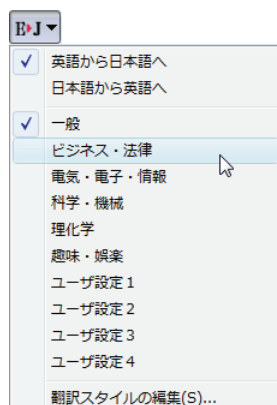 E▸J
英語から日本語へ
日本語から英語へ
一般
ビジネス・法律
電気・電子・情報
科学・機械
理化学
趣味・娯楽
ユーザ設定1
ユーザ設定2
ユーザ設定3
ユーザ設定4
翻訳スタイルの編集(S)...